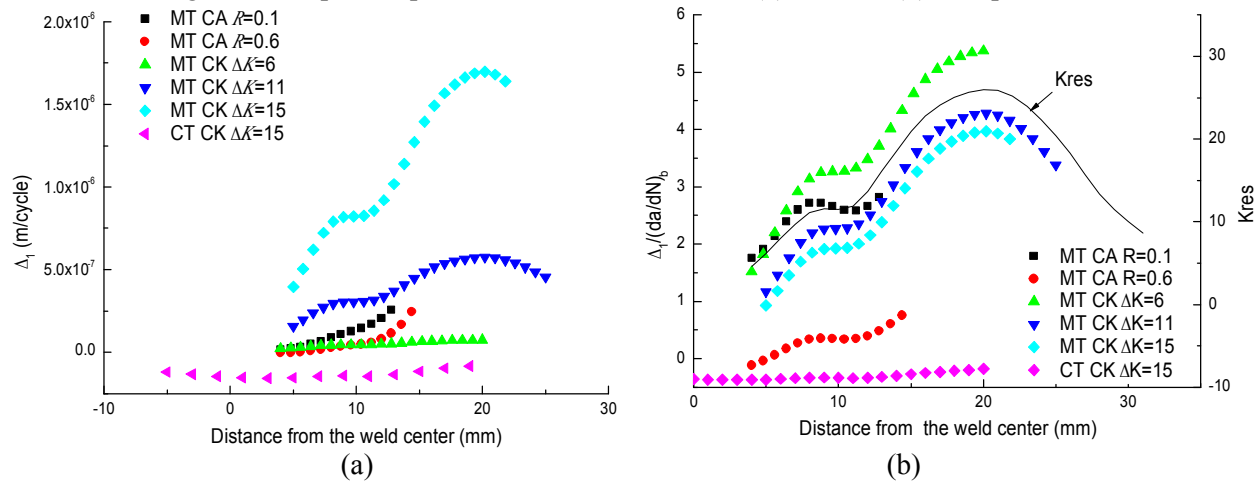 MT CA R=0.1
MT CA R=0.6
MT CK ΔK=6
MT CK ΔK=11
MT CK ΔK=15
CT CK ΔK=15
2.0x10⁻⁶
1.5x10⁻⁶
1.0x10⁻⁶
5.0x10⁻⁷
0.0
-10 0 10 20 30
Δ₁ (m/cycle)
Distance from the weld center (mm)
(a)
6
5
4
3
2
1
0
Δ₁/(da/dN)b
Kres
35
30
20
10
0
-10
Kres
MT CA R=0.1
MT CA R=0.6
MT CK ΔK=6
MT CK ΔK=11
MT CK ΔK=15
CT CK ΔK=15
0 10 20 30
Distance from the weld center (mm)
(b)